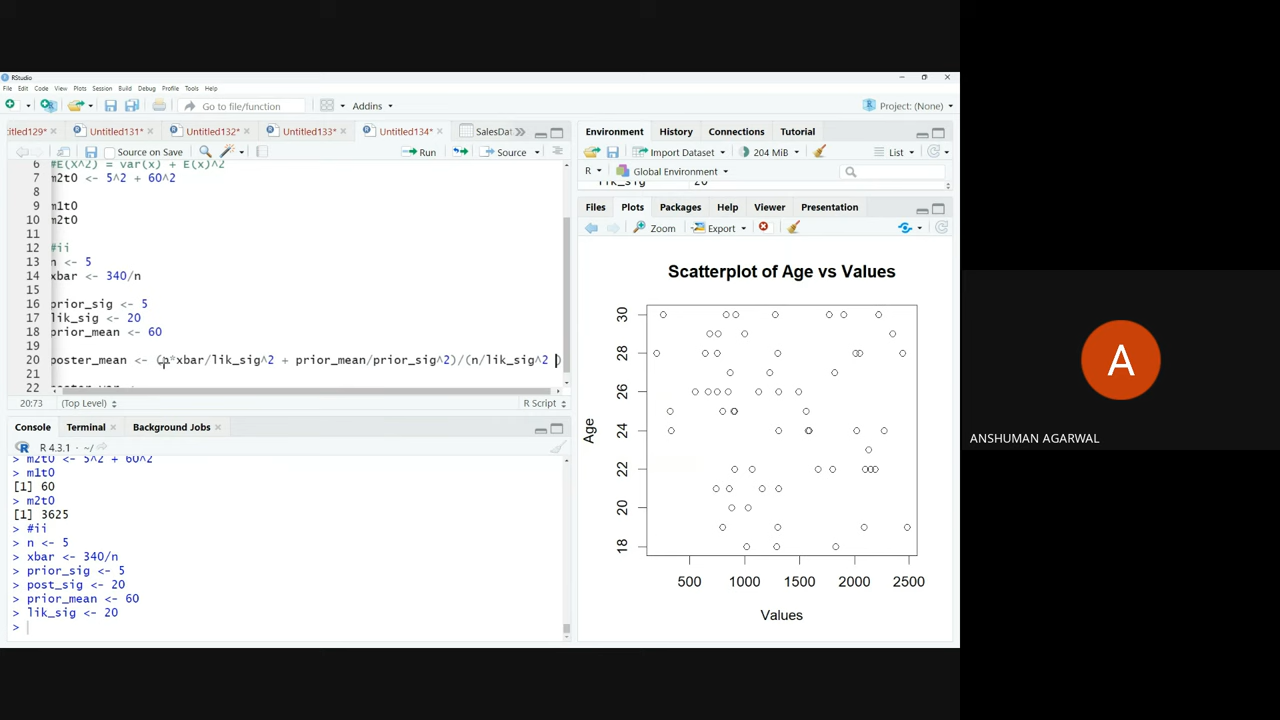 RStudio
File Edit Code View Plots Session Build Debug Profile Tools Help
Go to file/function Addins Project: (None)
titled129* Untitled131* Untitled132* Untitled133* Untitled134* SalesDat
Source on Save Run Source
6 #E(X^2) = var(x) + E(x)^2
7 m2t0 <- 5^2 + 60^2
8
9 m1t0
10 m2t0
11
12 #ii
13 n <- 5
14 xbar <- 340/n
15
16 prior_sig <- 5
17 lik_sig <- 20
18 prior_mean <- 60
19
20 poster_mean <- (n*xbar/lik_sig^2 + prior_mean/prior_sig^2)/(n/lik_sig^2 )
21
22
20:73 (Top Level) R Script
Console Terminal Background Jobs
R 4.3.1 · ~/
> m2t0 <- 5^2 + 60^2
> m1t0
[1] 60
> m2t0
[1] 3625
> #ii
> n <- 5
> xbar <- 340/n
> prior_sig <- 5
> post_sig <- 20
> prior_mean <- 60
> lik_sig <- 20
>
Environment History Connections Tutorial
Import Dataset 204 MiB List
R Global Environment
lik_sig 20
Files Plots Packages Help Viewer Presentation
Zoom Export
Scatterplot of Age vs Values
30
28
26
24
22
20
18
Age
500 1000 1500 2000 2500
Values
A
ANSHUMAN AGARWAL